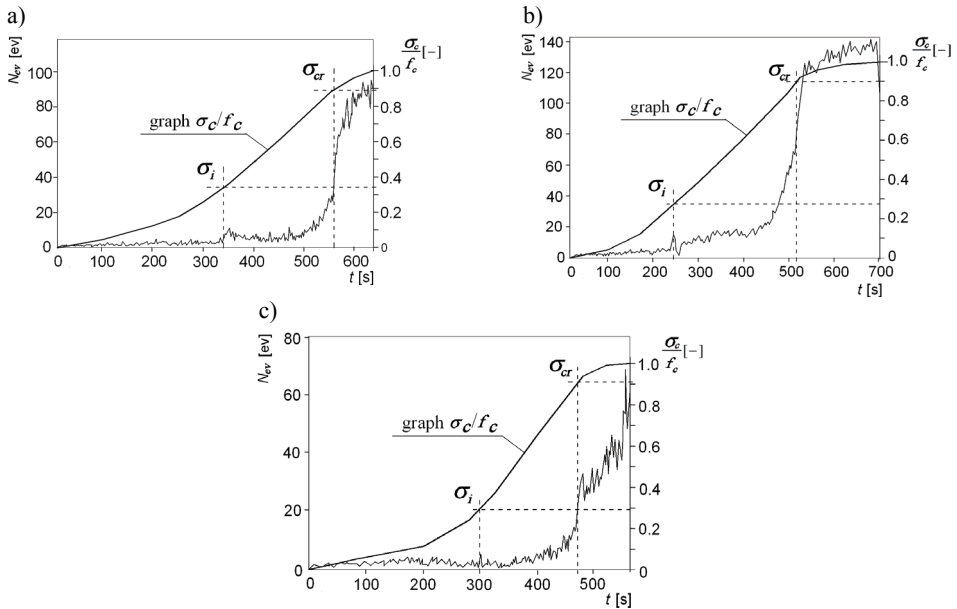 a)
N_ev [ev]
σ_c/f_c [–]
100
80
60
40
20
0
1.0
0.8
0.6
0.4
0.2
0
σ_cr
graph σ_c/f_c
σ_i
0 100 200 300 400 500 600
t [s]
b)
N_ev [ev]
σ_c/f_c [–]
140
120
100
80
60
40
20
0
1.0
0.8
0.6
0.4
0.2
0
σ_cr
graph σ_c/f_c
σ_i
0 100 200 300 400 500 600 700
t [s]
c)
N_ev [ev]
σ_c/f_c [–]
80
60
40
20
0
1.0
0.8
0.6
0.4
0.2
0
σ_cr
graph σ_c/f_c
σ_i
0 100 200 300 400 500
t [s]